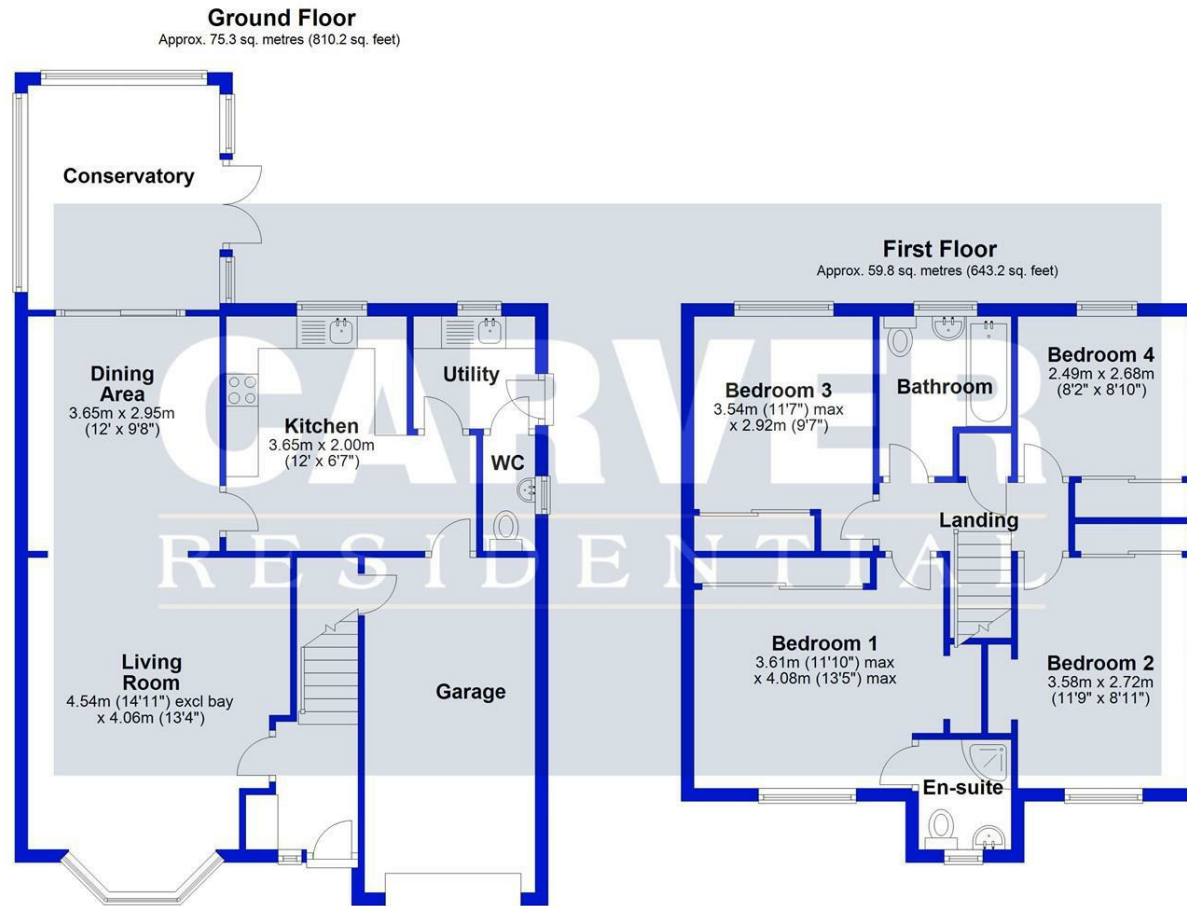 Ground Floor
Approx. 75.3 sq. metres (810.2 sq. feet)
Conservatory
First Floor
Approx. 59.8 sq. metres (643.2 sq. feet)
CARVER
RESIDENTIAL
Dining
Area
3.65m x 2.95m
(12' x 9'8")
Kitchen
3.65m x 2.00m
(12' x 6'7")
Utility
WC
Living
Room
4.54m (14'11") excl bay
x 4.06m (13'4")
Garage
Bedroom 3
3.54m (11'7") max
x 2.92m (9'7")
Bathroom
Bedroom 4
2.49m x 2.68m
(8'2" x 8'10")
Landing
Bedroom 1
3.61m (11'10") max
x 4.08m (13'5") max
Bedroom 2
3.58m x 2.72m
(11'9" x 8'11")
En-suite